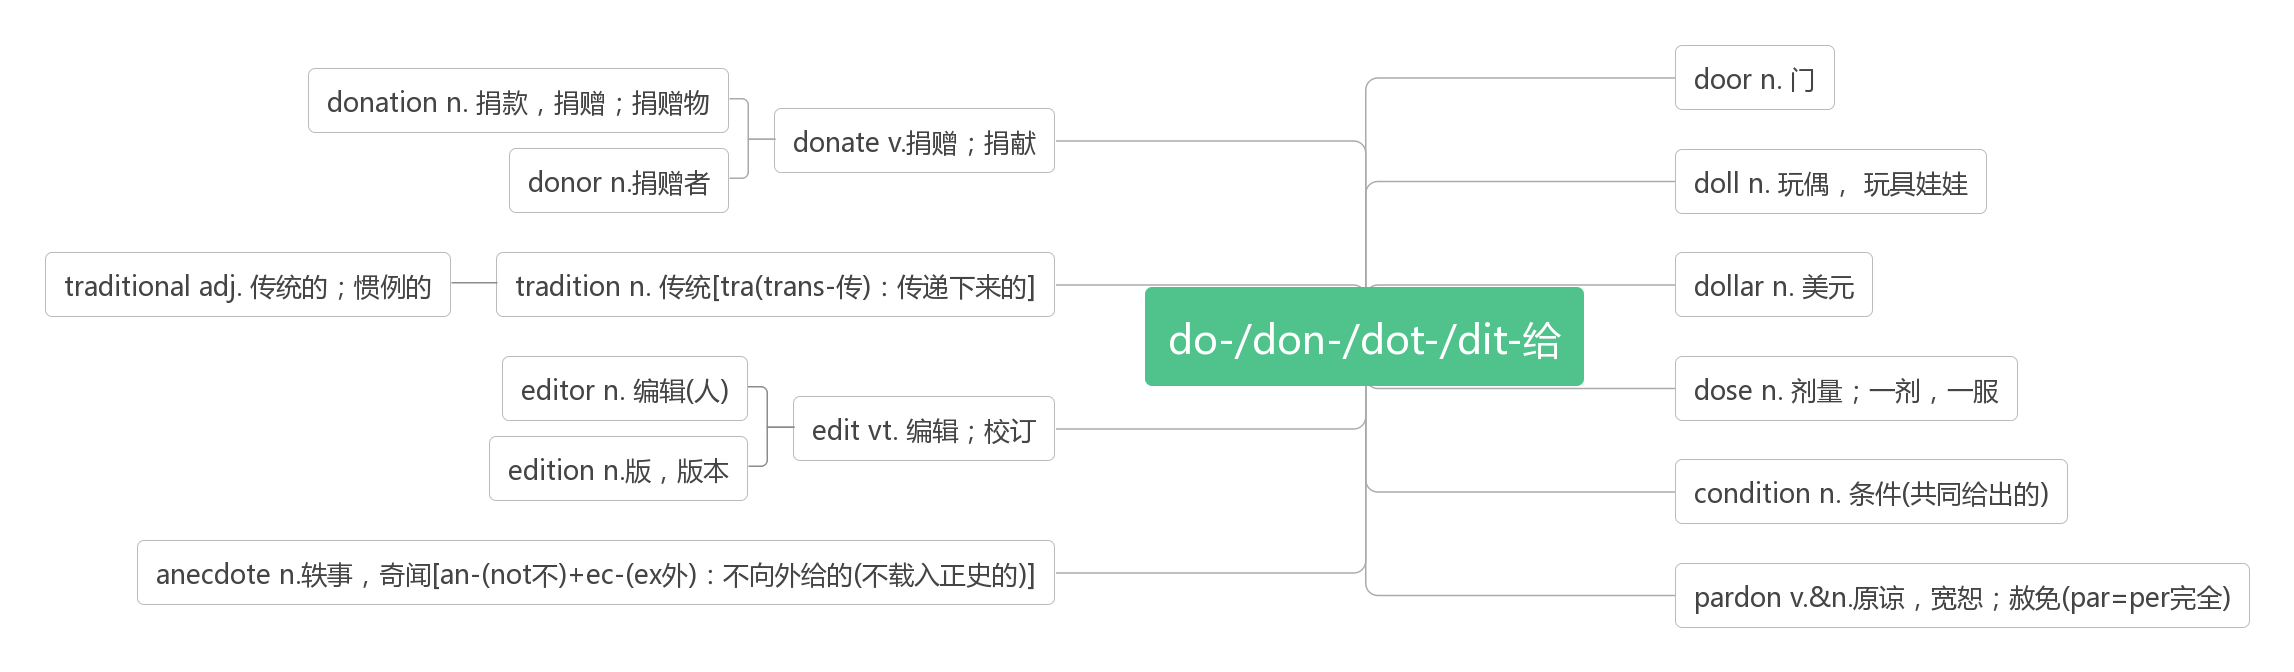 do-/don-/dot-/dit-给
door n. 门
doll n. 玩偶， 玩具娃娃
dollar n. 美元
dose n. 剂量；一剂，一服
condition n. 条件(共同给出的)
pardon v.&n.原谅，宽恕；赦免(par=per完全)
donate v.捐赠；捐献
donation n. 捐款，捐赠；捐赠物
donor n.捐赠者
tradition n. 传统[tra(trans-传)：传递下来的]
traditional adj. 传统的；惯例的
edit vt. 编辑；校订
editor n. 编辑(人)
edition n.版，版本
anecdote n.轶事，奇闻[an-(not不)+ec-(ex外)：不向外给的(不载入正史的)]